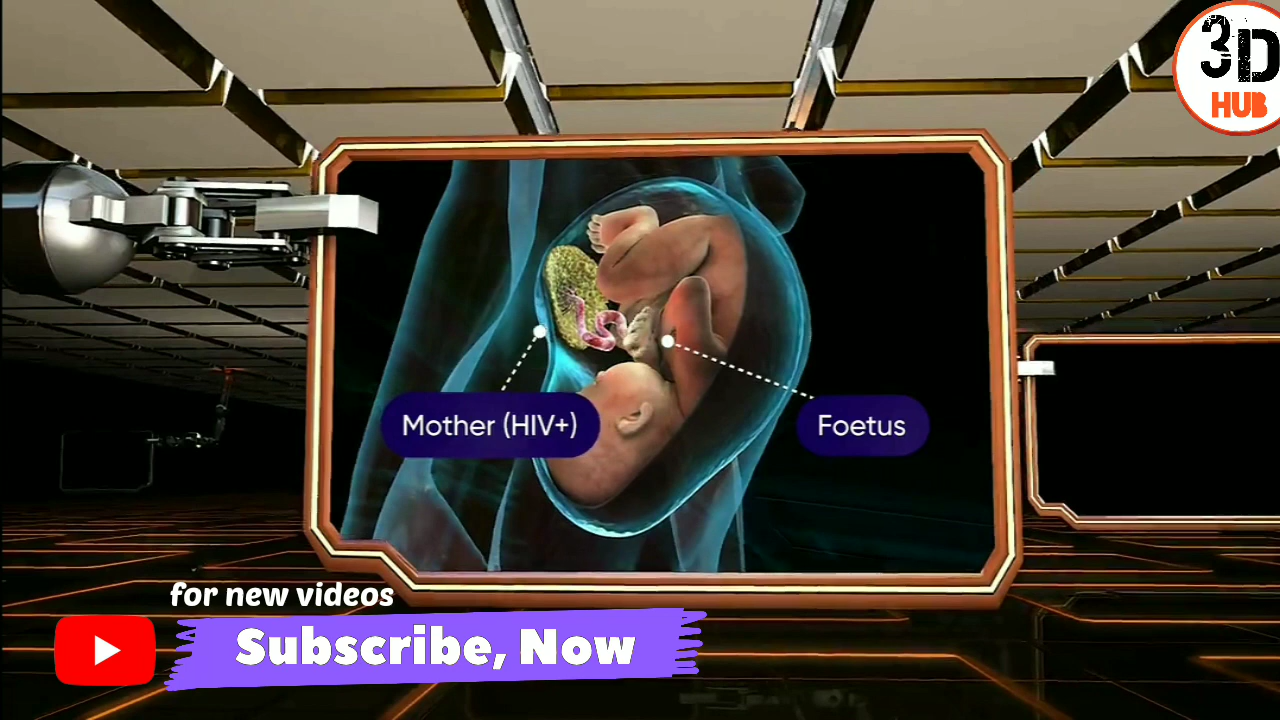 3D
HUB
Mother (HIV+)
Foetus
for new videos
Subscribe, Now